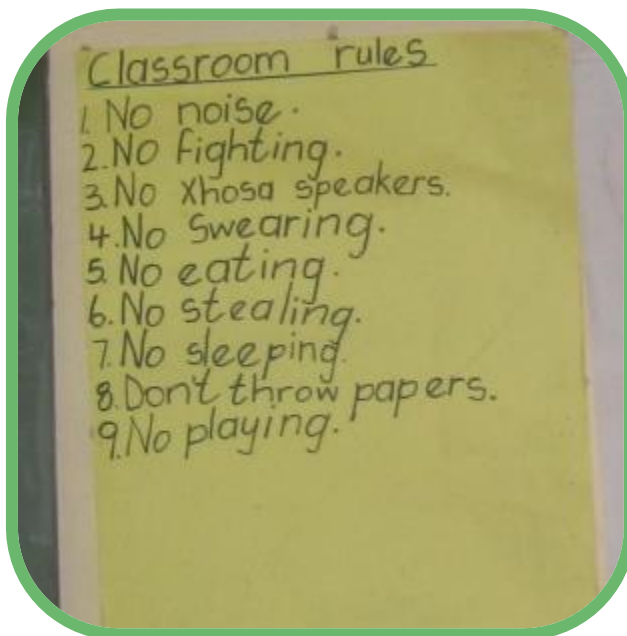 Classroom rules
1. No noise.
2. No fighting.
3. No Xhosa speakers.
4. No Swearing.
5. No eating.
6. No stealing.
7. No sleeping.
8. Don't throw papers.
9. No playing.